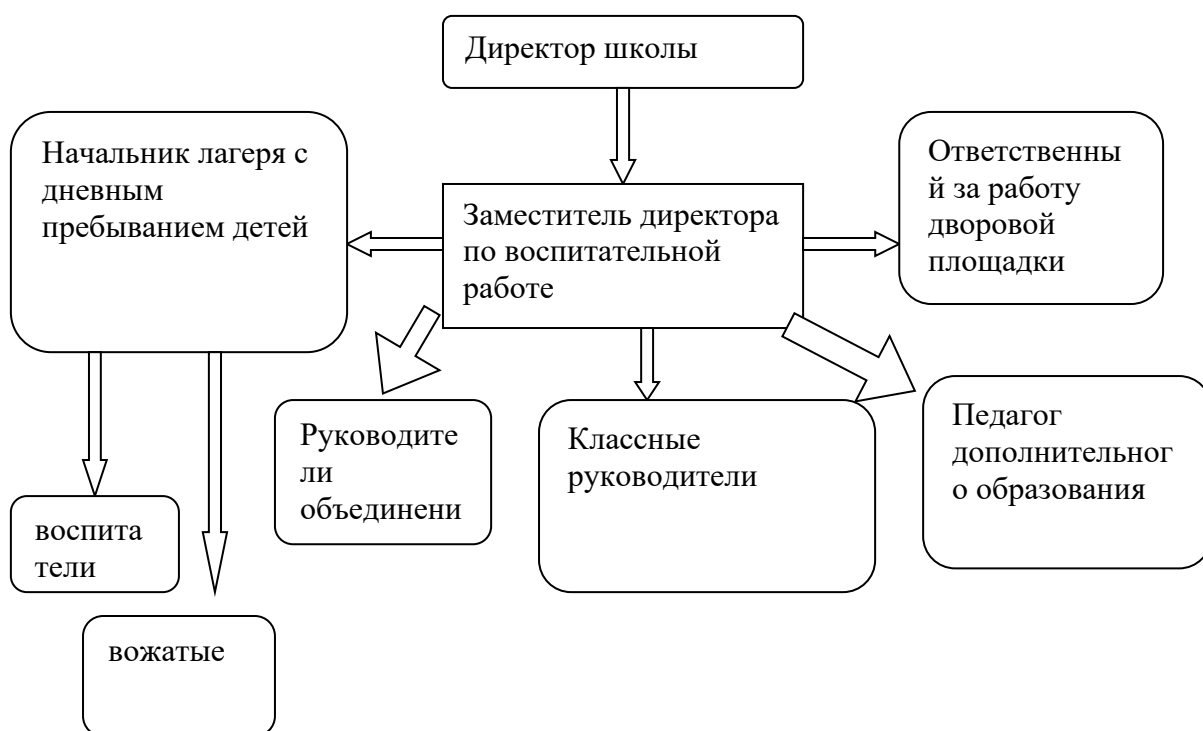 Директор школы
Начальник лагеря с
дневным
пребыванием детей
Заместитель директора
по воспитательной
работе
Ответственны
й за работу
дворовой
площадки
Руководите
ли
объединени
Классные
руководители
Педагог
дополнительног
о образования
воспита
тели
вожатые